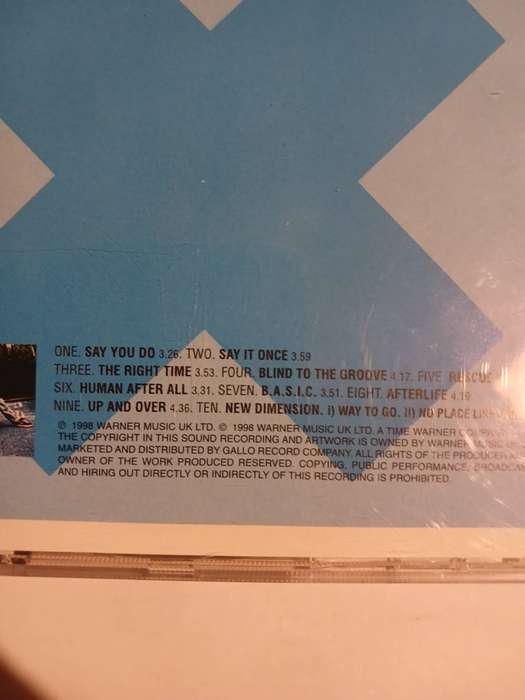 ONE. SAY YOU DO 3.26. TWO. SAY IT ONCE 3.59
THREE. THE RIGHT TIME 3.53. FOUR. BLIND TO THE GROOVE 4.17. FIVE. RESCUE
SIX. HUMAN AFTER ALL 3.31. SEVEN. B.A.S.I.C. 3.51. EIGHT. AFTERLIFE 4.19
NINE. UP AND OVER 4.36. TEN. NEW DIMENSION. i) WAY TO GO. ii) NO PLACE
℗ 1998 WARNER MUSIC UK LTD. © 1998 WARNER MUSIC UK LTD. A TIME WARNER
THE COPYRIGHT IN THIS SOUND RECORDING AND ARTWORK IS OWNED BY WARNER MUSIC
MARKETED AND DISTRIBUTED BY GALLO RECORD COMPANY. ALL RIGHTS OF THE PRODUCER
OWNER OF THE WORK PRODUCED RESERVED. COPYING, PUBLIC PERFORMANCE,
AND HIRING OUT DIRECTLY OR INDIRECTLY OF THIS RECORDING IS PROHIBITED.